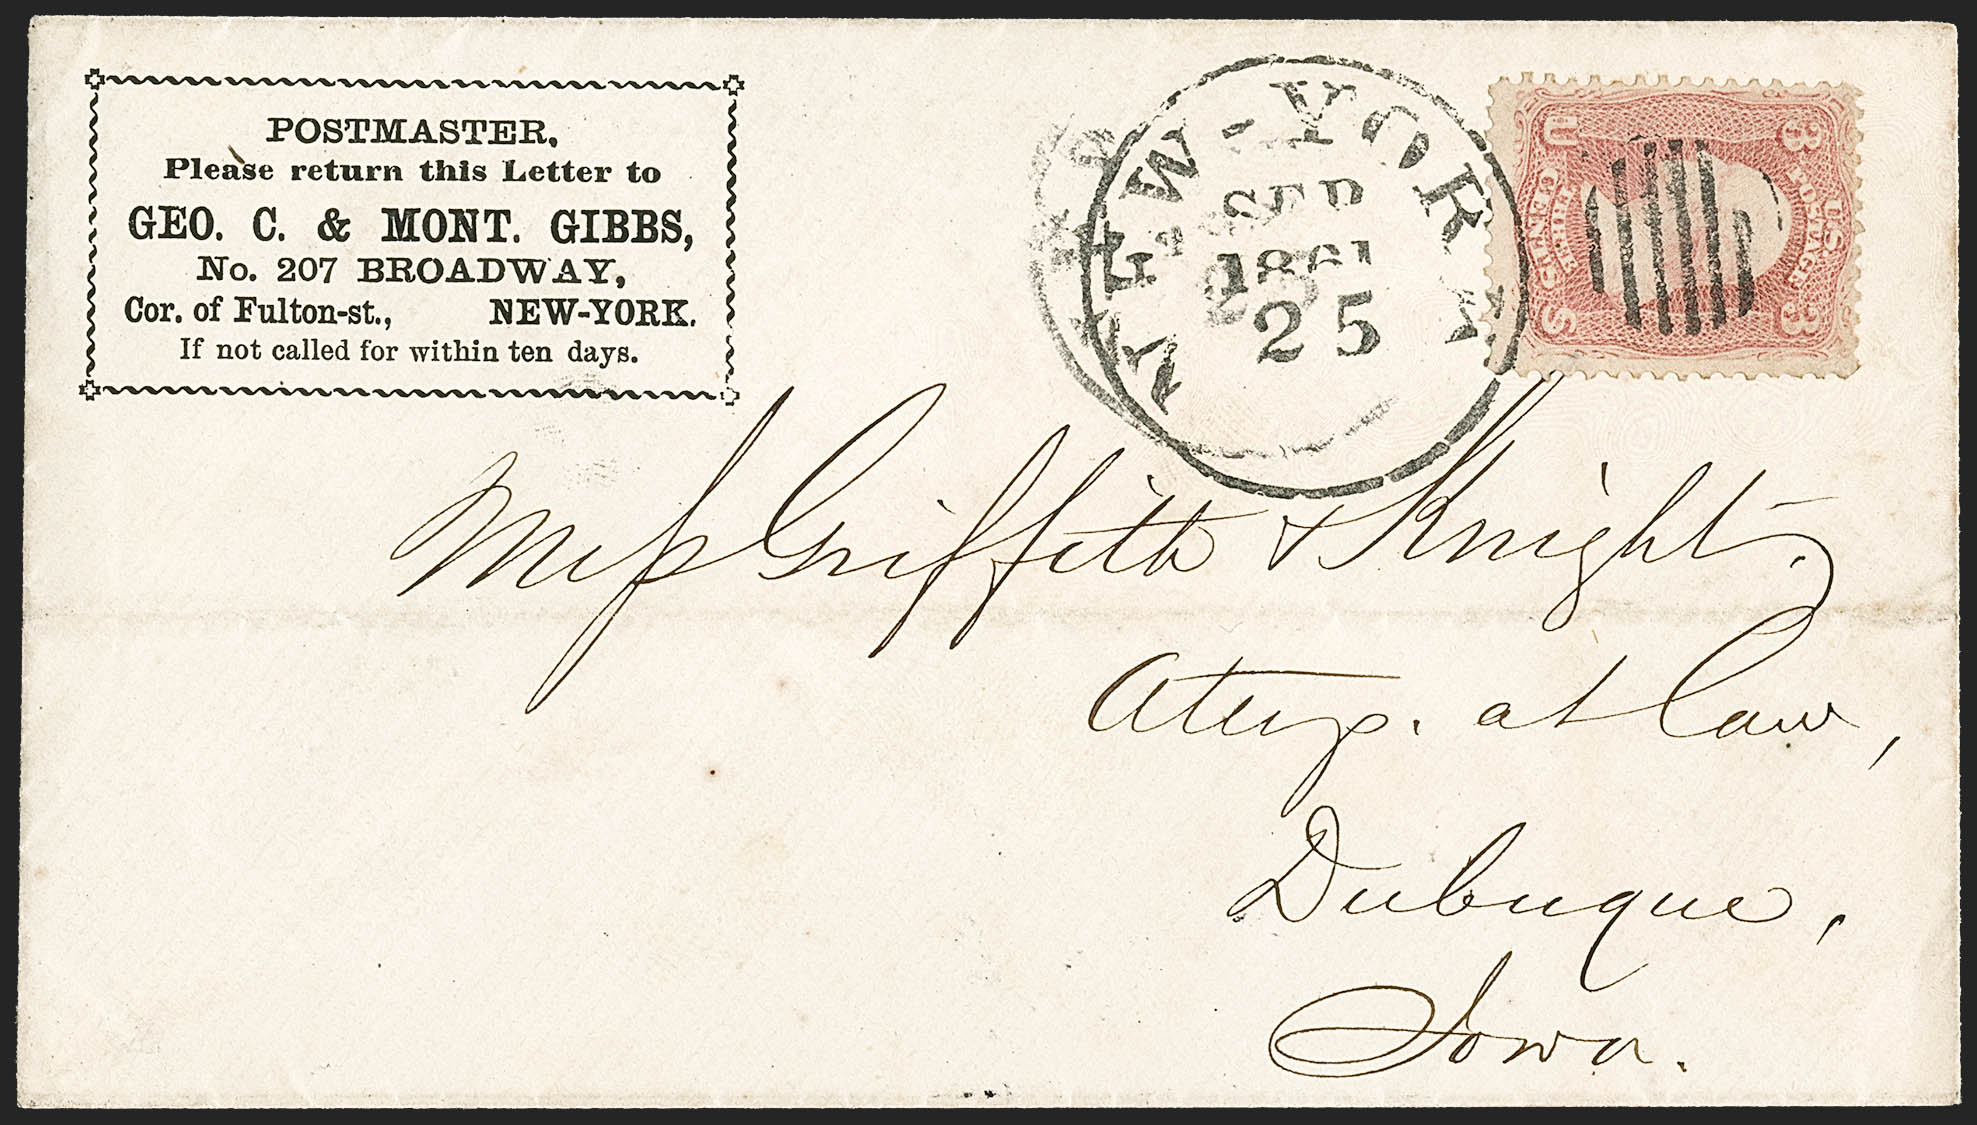 POSTMASTER,
Please return this Letter to
GEO. C. & MONT. GIBBS,
No. 207 BROADWAY,
Cor. of Fulton-st., NEW-YORK.
If not called for within ten days.
NEW-YORK
SEP
1861
25
U.S. POSTAGE
THREE CENTS
U S
3 3
Mess Griffith & Knight.
Attys. at Law,
Dubuque,
Iowa.